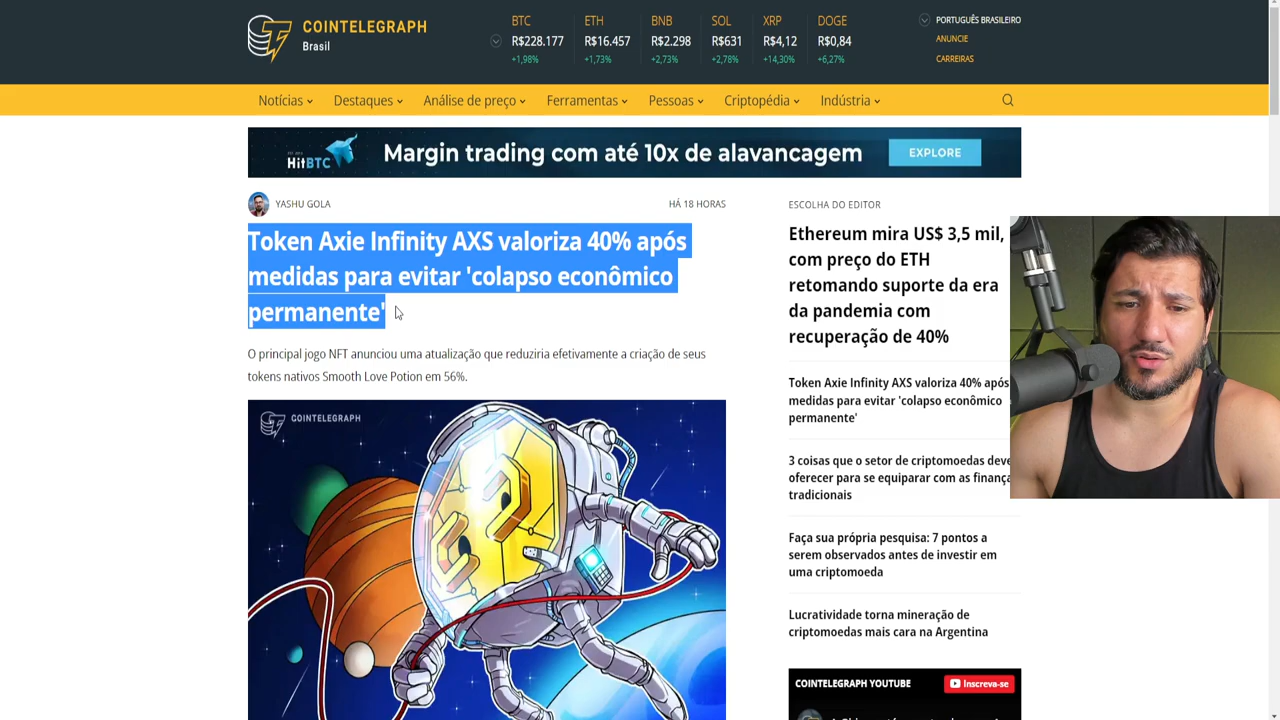 COINTELEGRAPH
Brasil
BTC
R$228.177
+1,98%
ETH
R$16.457
+1,73%
BNB
R$2.298
+2,73%
SOL
R$631
+2,78%
XRP
R$4,12
+14,30%
DOGE
R$0,84
+6,27%
PORTUGUÊS BRASILEIRO
ANUNCIE
CARREIRAS
Notícias
Destaques
Análise de preço
Ferramentas
Pessoas
Criptopédia
Indústria
HitBTC
Margin trading com até 10x de alavancagem
EXPLORE
YASHU GOLA
HÁ 18 HORAS
Token Axie Infinity AXS valoriza 40% após
medidas para evitar 'colapso econômico
permanente'
O principal jogo NFT anunciou uma atualização que reduziria efetivamente a criação de seus
tokens nativos Smooth Love Potion em 56%.
COINTELEGRAPH
ESCOLHA DO EDITOR
Ethereum mira US$ 3,5 mil,
com preço do ETH
retomando suporte da era
da pandemia com
recuperação de 40%
Token Axie Infinity AXS valoriza 40% após
medidas para evitar 'colapso econômico
permanente'
3 coisas que o setor de criptomoedas deve
oferecer para se equiparar com as finança
tradicionais
Faça sua própria pesquisa: 7 pontos a
serem observados antes de investir em
uma criptomoeda
Lucratividade torna mineração de
criptomoedas mais cara na Argentina
COINTELEGRAPH YOUTUBE
Inscreva-se